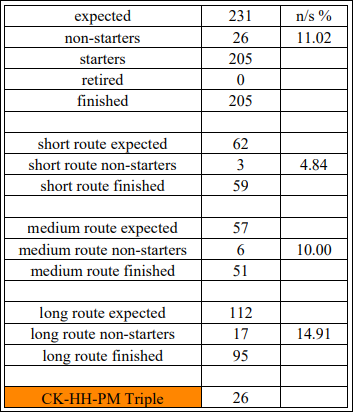 expected 231 n/s %
non-starters 26 11.02
starters 205
retired 0
finished 205
short route expected 62
short route non-starters 3 4.84
short route finished 59
medium route expected 57
medium route non-starters 6 10.00
medium route finished 51
long route expected 112
long route non-starters 17 14.91
long route finished 95
CK-HH-PM Triple 26